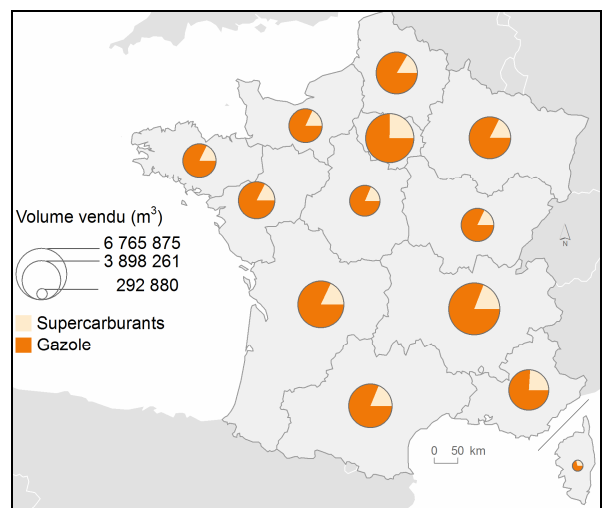 Volume vendu (m³)
6 765 875
3 898 261
292 880
Supercarburants
Gazole
N
0 50 km